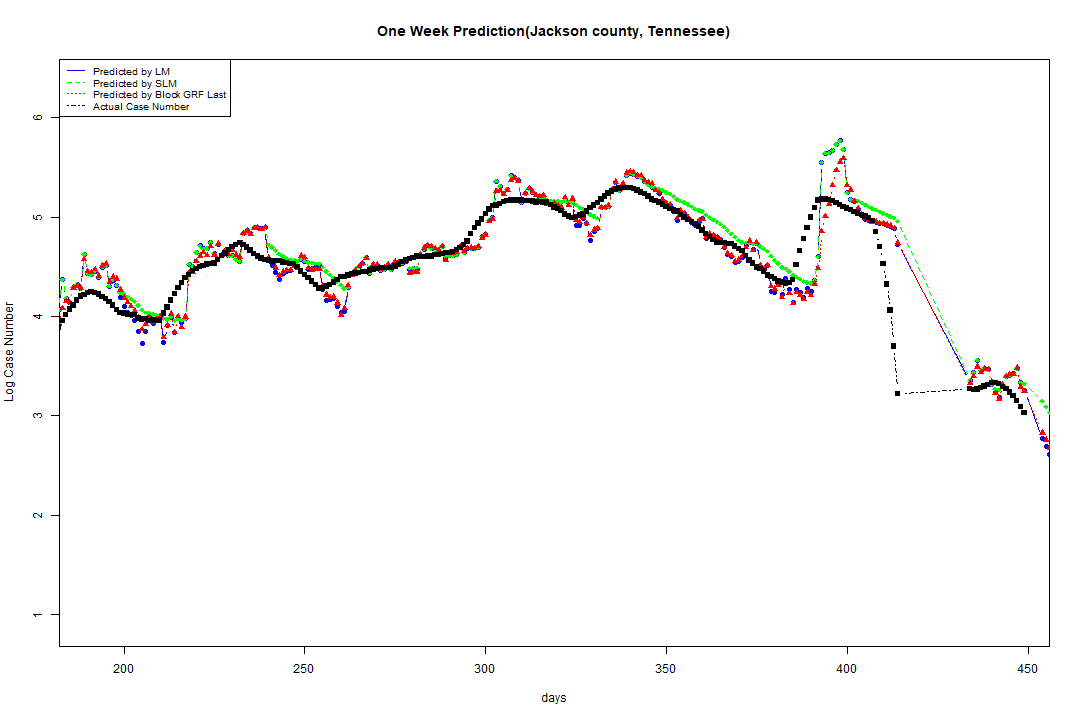 One Week Prediction(Jackson county, Tennessee)
Predicted by LM
Predicted by SLM
Predicted by Block GRF Last
Actual Case Number
6
5
4
3
2
1
Log Case Number
200 250 300 350 400 450
days